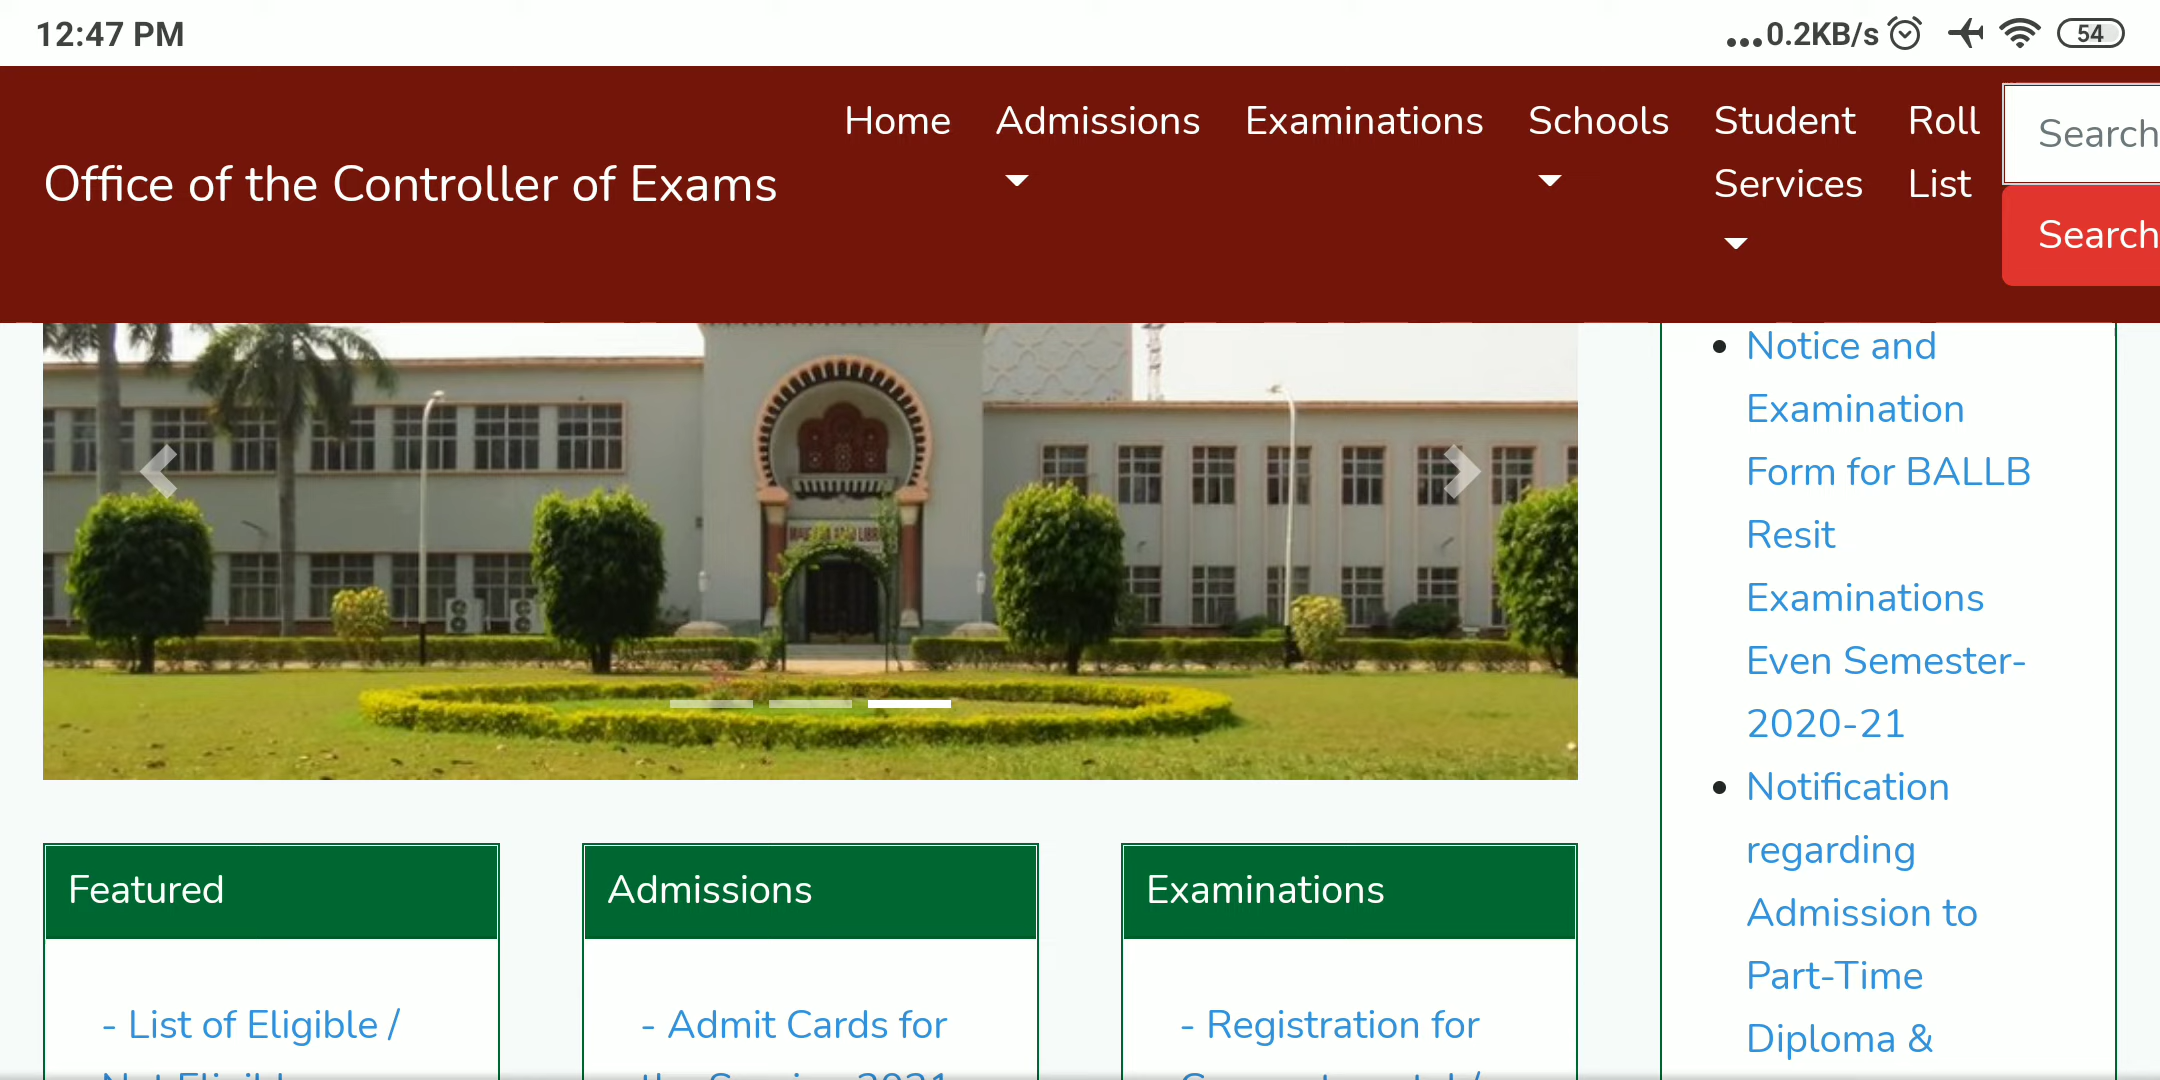 12:47 PM
...0.2KB/s
54
Office of the Controller of Exams
Home
Admissions
Examinations
Schools
Student
Services
Roll
List
Search
Search
Notice and
Examination
Form for BALLB
Resit
Examinations
Even Semester-
2020-21
Notification
regarding
Admission to
Part-Time
Diploma &
Featured
- List of Eligible /
Admissions
- Admit Cards for
Examinations
- Registration for